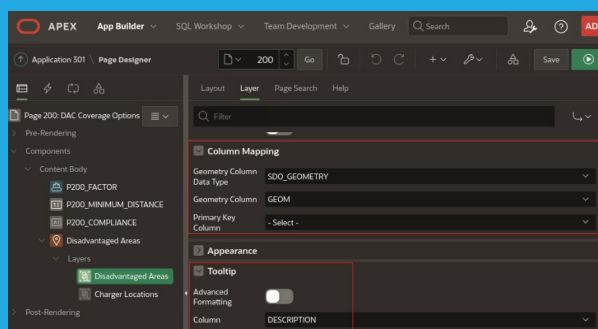 APEX App Builder SQL Workshop Team Development Gallery Search AD
Application 301 \ Page Designer 200 Go Save
Layout Layer Page Search Help
Page 200: DAC Coverage Options
Filter
Pre-Rendering
Components
Column Mapping
Content Body
Geometry Column Data Type SDO_GEOMETRY
P200_FACTOR
P200_MINIMUM_DISTANCE
Geometry Column GEOM
P200_COMPLIANCE
Primary Key Column - Select -
Disadvantaged Areas
Appearance
Layers
Tooltip
Disadvantaged Areas
Advanced Formatting
Charger Locations
Post-Rendering
Column DESCRIPTION